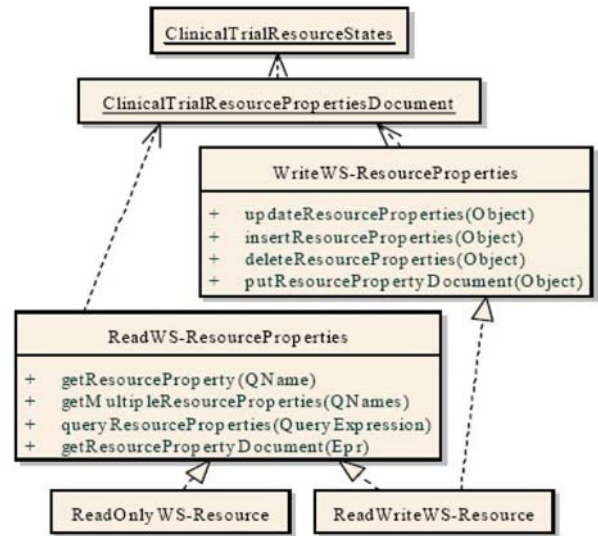 ClinicalTrialResourceStates
ClinicalTrialResourcePropertiesDocument
WriteWS-ResourceProperties
+ updateResourceProperties(Object)
+ insertResourceProperties(Object)
+ deleteResourceProperties(Object)
+ putResourcePropertyDocument(Object)
ReadWS-ResourceProperties
+ getResourceProperty(QName)
+ getMultipleResourceProperties(QNames)
+ queryResourceProperties(QueryExpression)
+ getResourcePropertyDocument(Epr)
ReadOnlyWS-Resource
ReadWriteWS-Resource